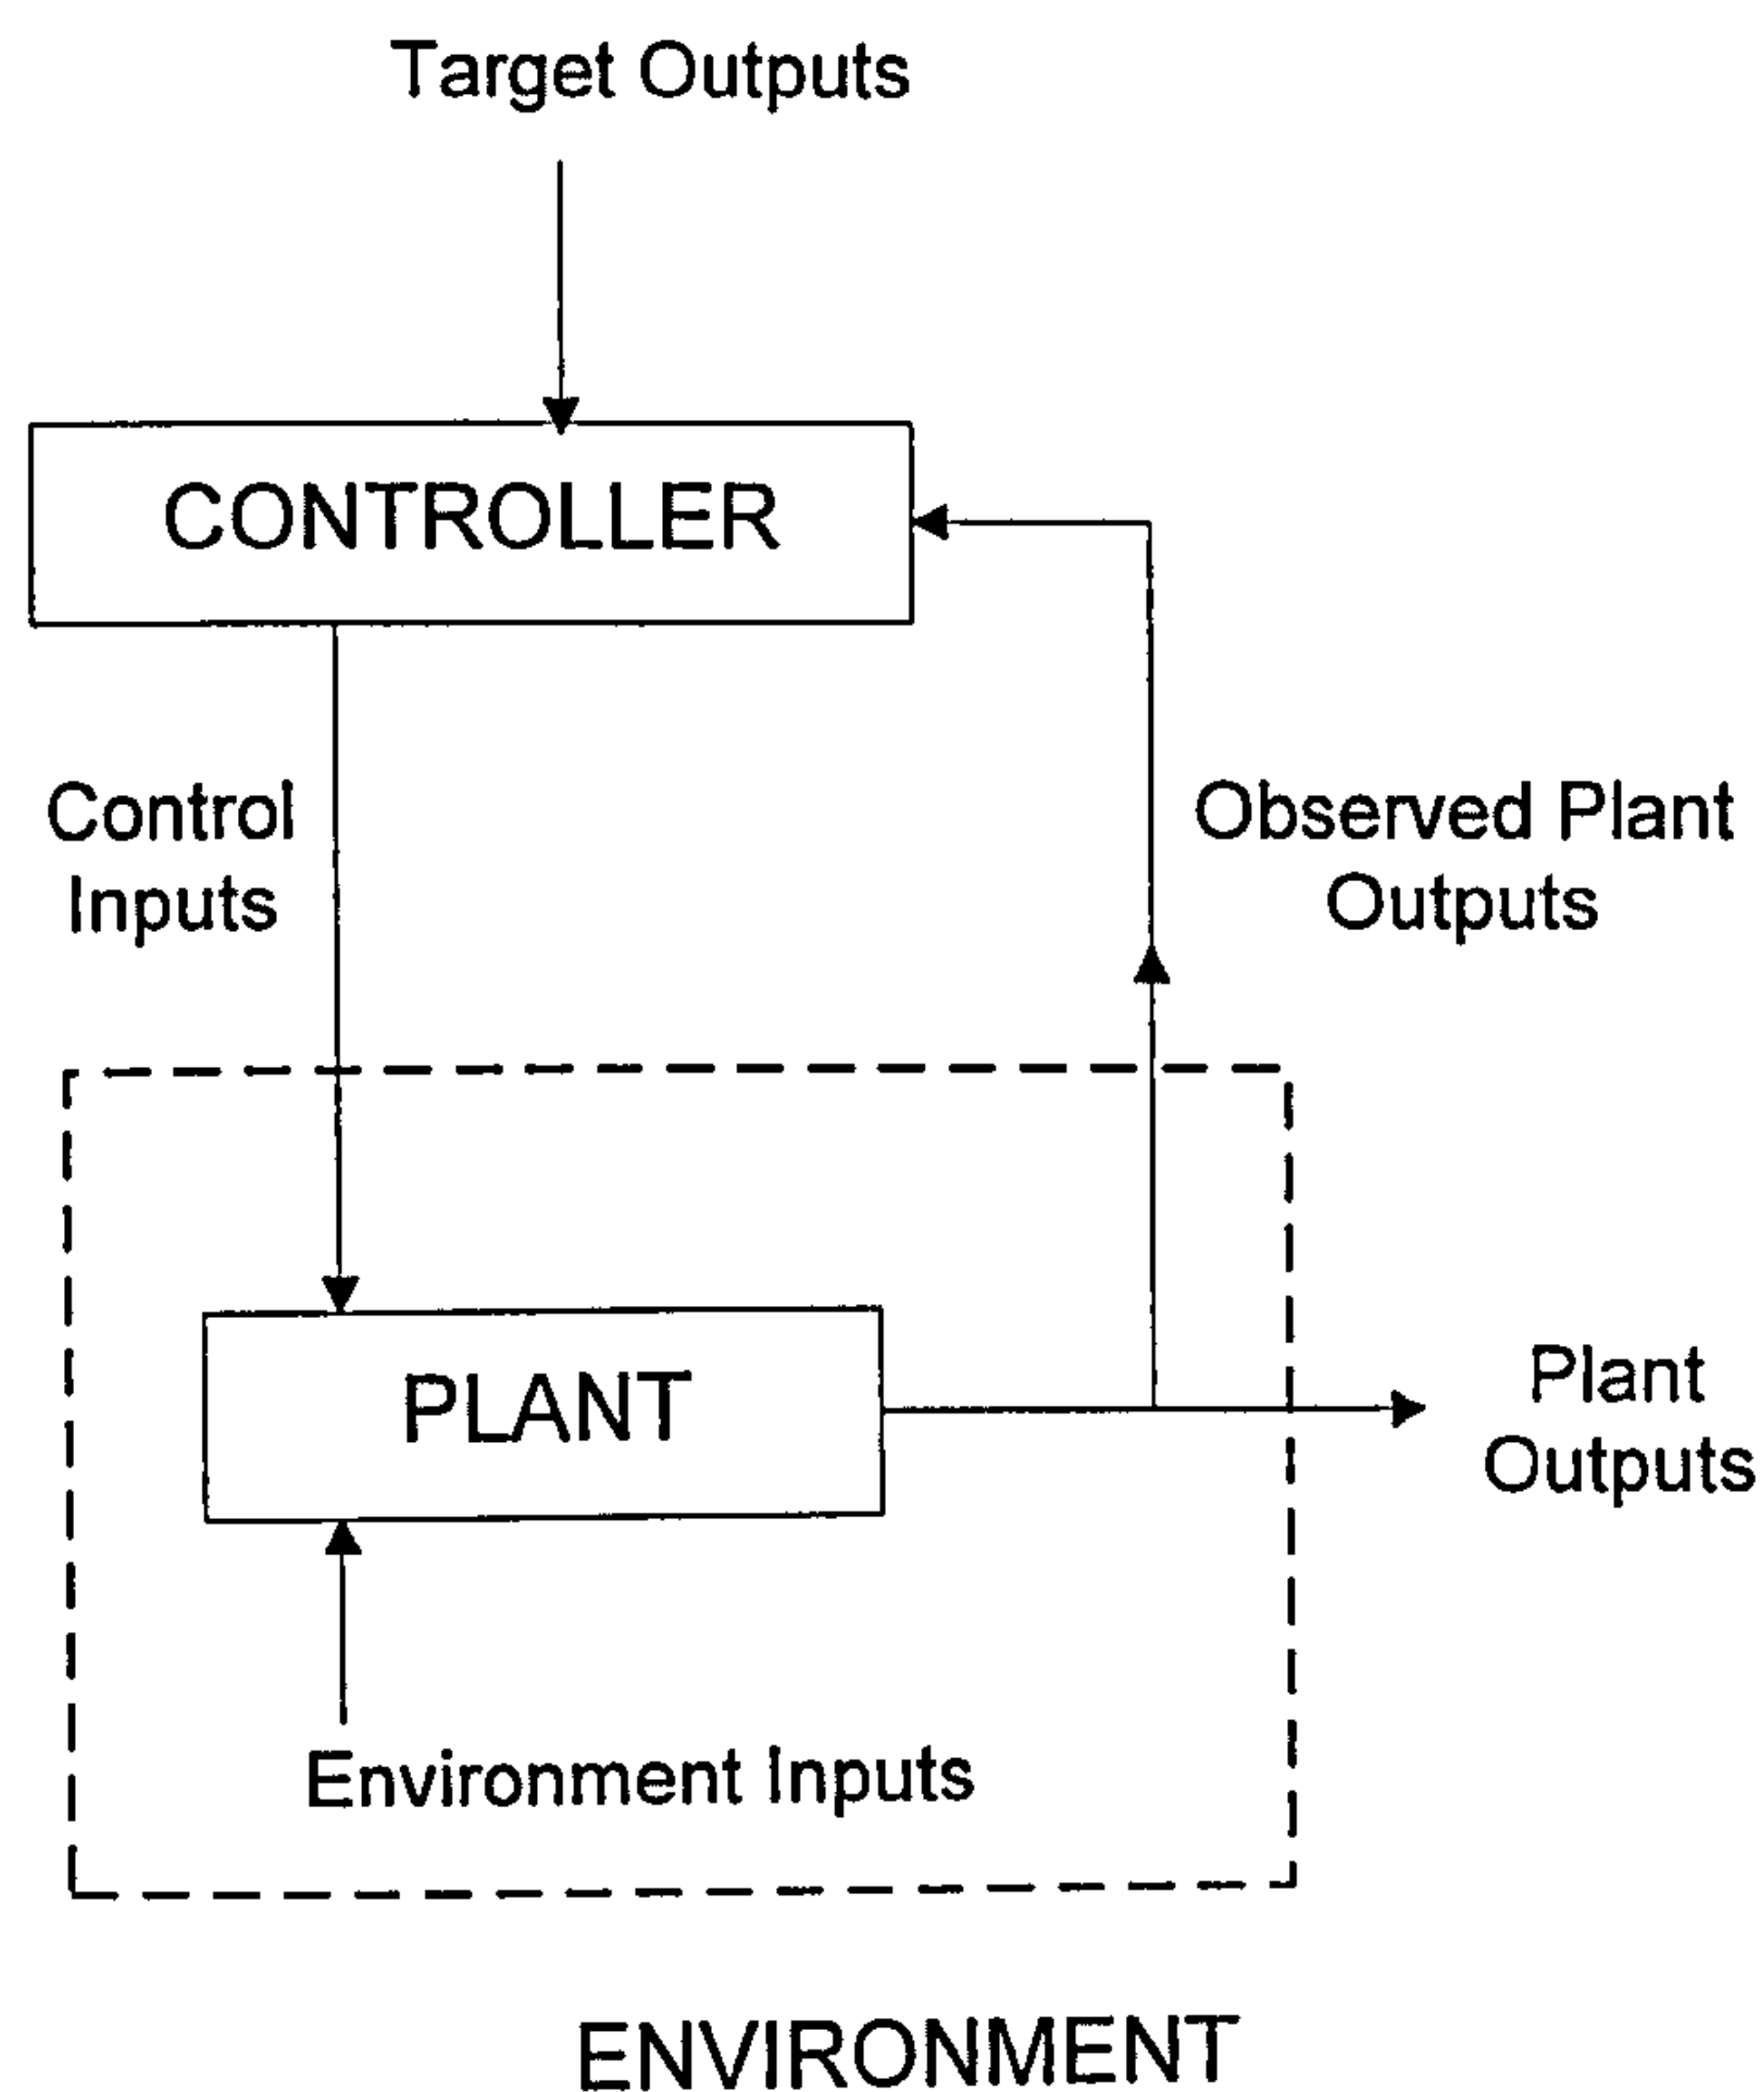 Target Outputs
CONTROLLER
Control
Inputs
Observed Plant
Outputs
PLANT
Plant
Outputs
Environment Inputs
ENVIRONMENT